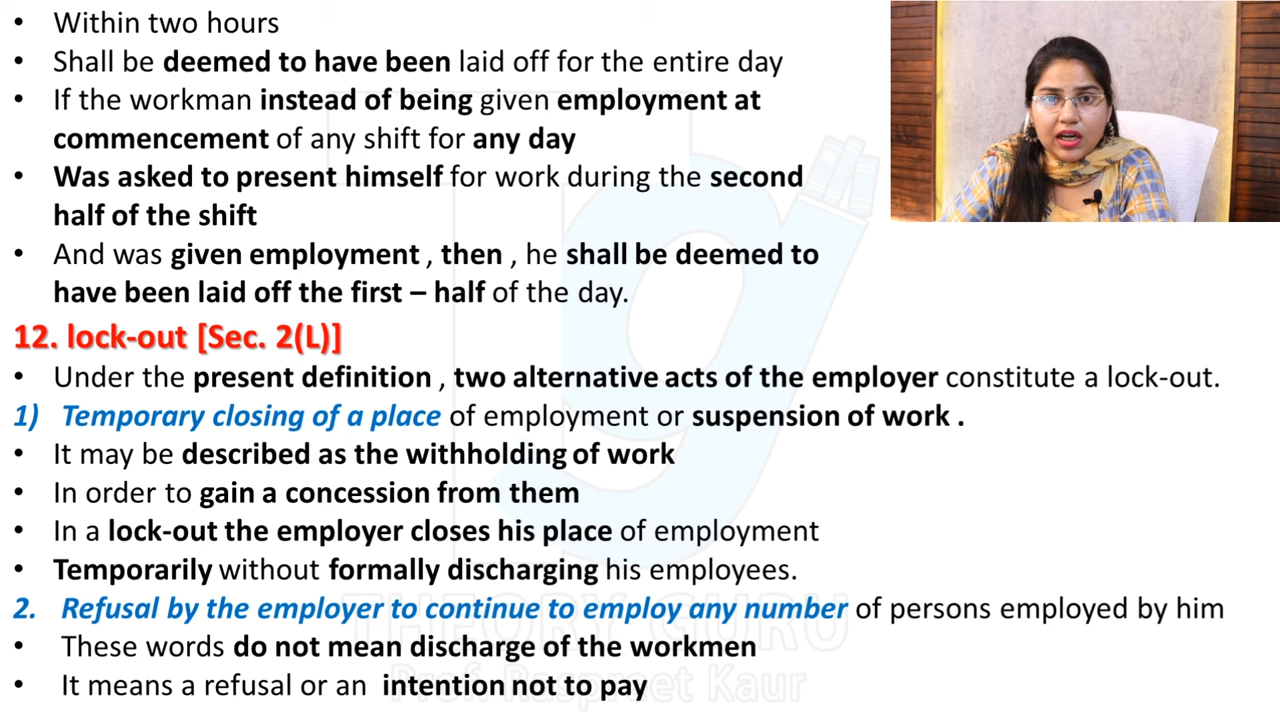 • Within two hours
• Shall be deemed to have been laid off for the entire day
• If the workman instead of being given employment at
commencement of any shift for any day
• Was asked to present himself for work during the second
half of the shift
• And was given employment , then , he shall be deemed to
have been laid off the first – half of the day.
12. lock-out [Sec. 2(L)]
• Under the present definition , two alternative acts of the employer constitute a lock-out.
1) Temporary closing of a place of employment or suspension of work .
• It may be described as the withholding of work
• In order to gain a concession from them
• In a lock-out the employer closes his place of employment
• Temporarily without formally discharging his employees.
2. Refusal by the employer to continue to employ any number of persons employed by him
• These words do not mean discharge of the workmen
• It means a refusal or an intention not to pay
THEORY GURU
Prof. Raspreet Kaur